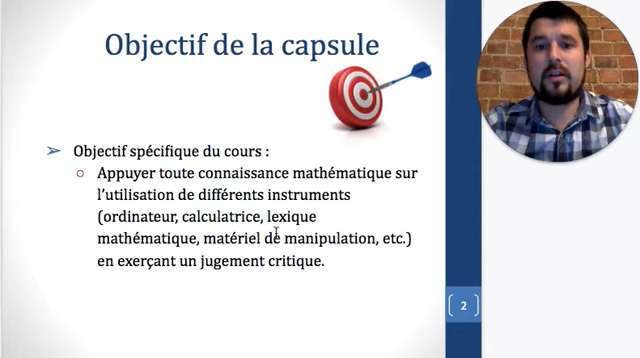 Objectif de la capsule
Objectif spécifique du cours :
Appuyer toute connaissance mathématique sur
l'utilisation de différents instruments
(ordinateur, calculatrice, lexique
mathématique, matériel de manipulation, etc.)
en exerçant un jugement critique.
2